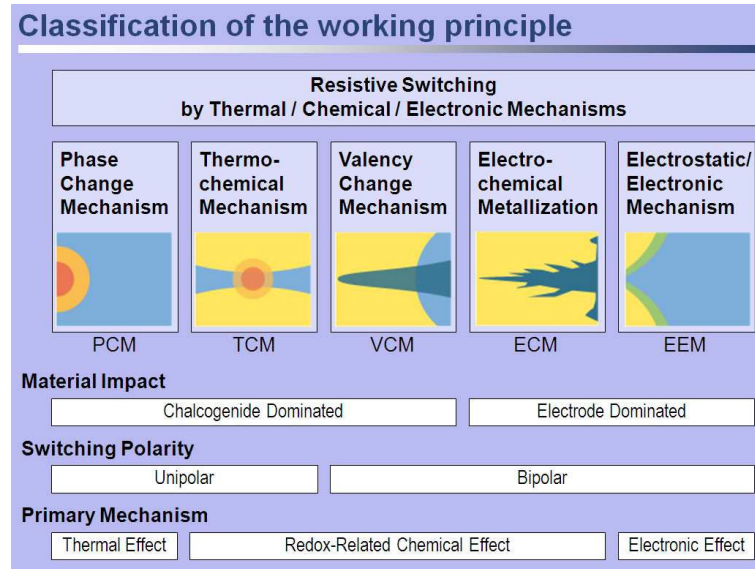 Classification of the working principle
Resistive Switching
by Thermal / Chemical / Electronic Mechanisms
Phase
Change
Mechanism
Thermo-
chemical
Mechanism
Valency
Change
Mechanism
Electro-
chemical
Metallization
Electrostatic/
Electronic
Mechanism
PCM
TCM
VCM
ECM
EEM
Material Impact
Chalcogenide Dominated
Electrode Dominated
Switching Polarity
Unipolar
Bipolar
Primary Mechanism
Thermal Effect
Redox-Related Chemical Effect
Electronic Effect